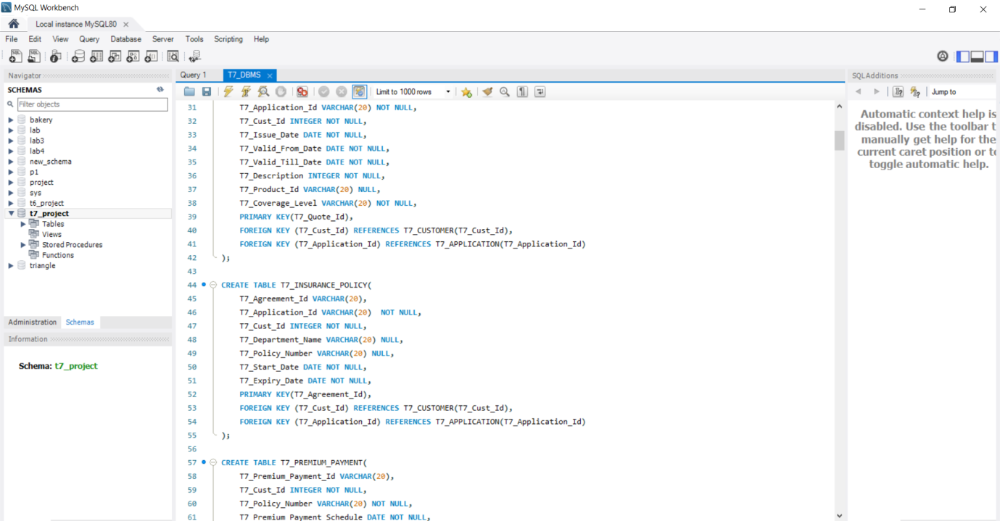 MySQL Workbench
Local instance MySQL80
File Edit View Query Database Server Tools Scripting Help
Navigator
SCHEMAS
Filter objects
bakery
lab
lab3
lab4
new_schema
p1
project
sys
t6_project
t7_project
Tables
Views
Stored Procedures
Functions
triangle
Administration Schemas
Information
Schema: t7_project
Query 1 T7_DBMS
Limit to 1000 rows
31 T7_Application_Id VARCHAR(20) NOT NULL,
32 T7_Cust_Id INTEGER NOT NULL,
33 T7_Issue_Date DATE NOT NULL,
34 T7_Valid_From_Date DATE NOT NULL,
35 T7_Valid_Till_Date DATE NOT NULL,
36 T7_Description INTEGER NOT NULL,
37 T7_Product_Id VARCHAR(20) NULL,
38 T7_Coverage_Level VARCHAR(20) NOT NULL,
39 PRIMARY KEY(T7_Quote_Id),
40 FOREIGN KEY (T7_Cust_Id) REFERENCES T7_CUSTOMER(T7_Cust_Id),
41 FOREIGN KEY (T7_Application_Id) REFERENCES T7_APPLICATION(T7_Application_Id)
42 );
43
44 CREATE TABLE T7_INSURANCE_POLICY(
45 T7_Agreement_Id VARCHAR(20),
46 T7_Application_Id VARCHAR(20)  NOT NULL,
47 T7_Cust_Id INTEGER NOT NULL,
48 T7_Department_Name VARCHAR(20) NULL,
49 T7_Policy_Number VARCHAR(20) NULL,
50 T7_Start_Date DATE NOT NULL,
51 T7_Expiry_Date DATE NOT NULL,
52 PRIMARY KEY(T7_Agreement_Id),
53 FOREIGN KEY (T7_Cust_Id) REFERENCES T7_CUSTOMER(T7_Cust_Id),
54 FOREIGN KEY (T7_Application_Id) REFERENCES T7_APPLICATION(T7_Application_Id)
55 );
56
57 CREATE TABLE T7_PREMIUM_PAYMENT(
58 T7_Premium_Payment_Id VARCHAR(20),
59 T7_Cust_Id INTEGER NOT NULL,
60 T7_Policy_Number VARCHAR(20) NOT NULL,
61 T7_Premium_Payment_Schedule DATE NOT NULL,
SQLAdditions
Jump to
Automatic context help is
disabled. Use the toolbar t
manually get help for the
current caret position or to
toggle automatic help.